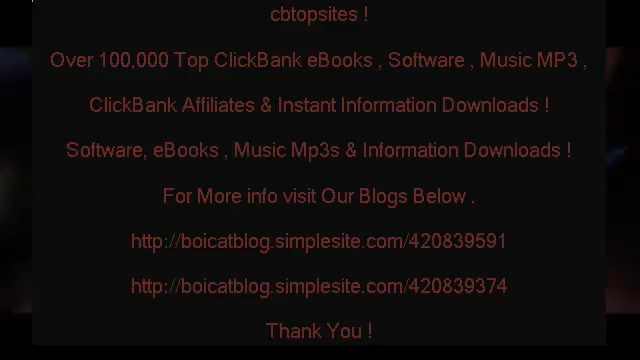 cbtopsites !
Over 100,000 Top ClickBank eBooks , Software , Music MP3 ,
ClickBank Affiliates & Instant Information Downloads !
Software, eBooks , Music Mp3s & Information Downloads !
For More info visit Our Blogs Below .
http://boicatblog.simplesite.com/420839591
http://boicatblog.simplesite.com/420839374
Thank You !